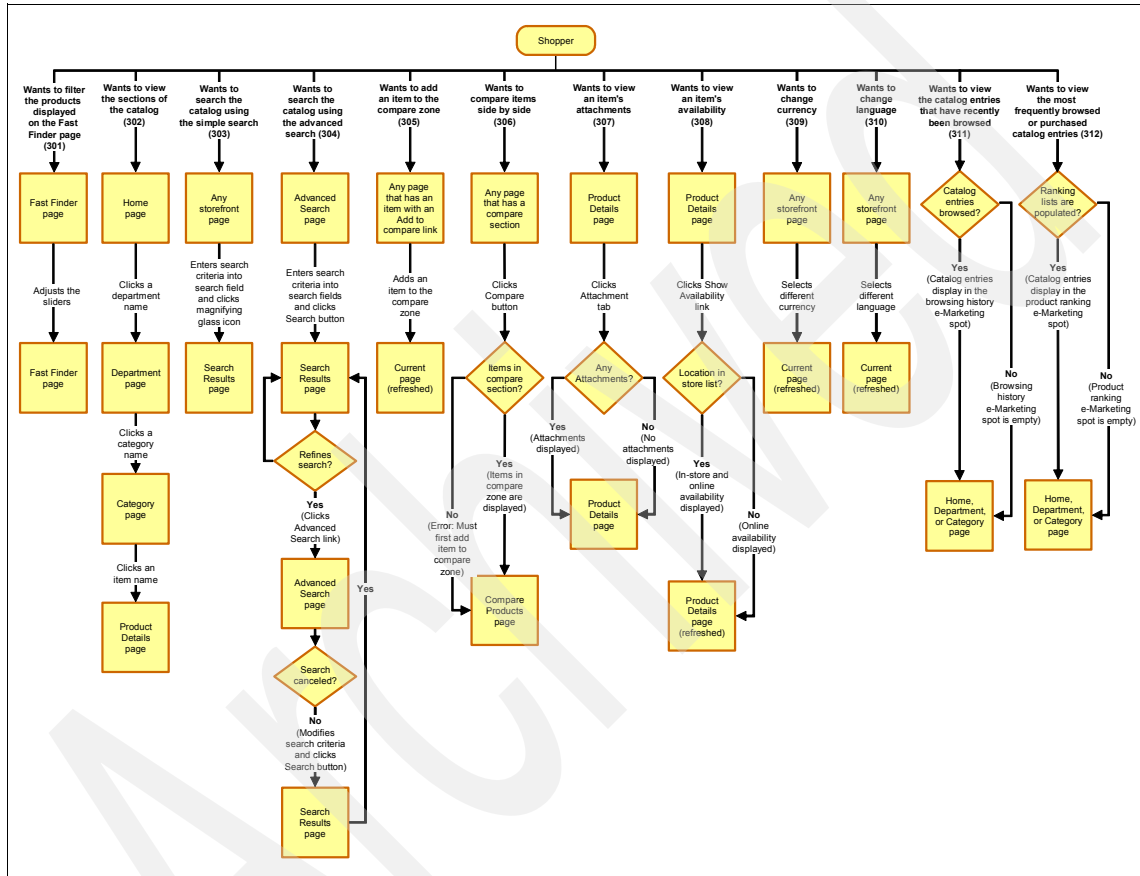 Shopper
Wants to filter
the products
displayed
on the Fast
Finder page
(301)
Fast Finder
page
Adjusts the
sliders
Fast Finder
page
Wants to view
the sections of
the catalog
(302)
Home
page
Clicks a
department
name
Department
page
Clicks a
category
name
Category
page
Clicks an
item name
Product
Details
page
Wants to
search the
catalog using
the simple search
(303)
Any
storefront
page
Enters search
criteria into
search field
and clicks
magnifying
glass icon
Search
Results
page
Wants to
search the
catalog using
the advanced
search (304)
Advanced
Search
page
Enters search
criteria into
search fields
and clicks
Search button
Search
Results
page
Refines
search?
Yes
(Clicks
Advanced
Search link)
Advanced
Search
page
Search
canceled?
No
(Modifies
search criteria
and clicks
Search button)
Search
Results
page
Yes
Wants to add
an item to the
compare zone
(305)
Any page
that has an
item with an
Add to
compare link
Adds an
item to the
compare
zone
Current
page
(refreshed)
Wants to
compare items
side by side
(306)
Any page
that has a
compare
section
Clicks
Compare
button
Items in
compare
section?
No
(Error: Must
first add
item to
compare
zone)
Yes
(Items in
compare
zone are
displayed)
Compare
Products
page
Wants to view
an item's
attachments
(307)
Product
Details
page
Clicks
Attachment
tab
Any
Attachments?
Yes
(Attachments
displayed)
No
(No
attachments
displayed)
Product
Details
page
Wants to view
an item's
availability
(308)
Product
Details
page
Clicks Show
Availability
link
Location in
store list?
Yes
(In-store and
online
availability
displayed)
No
(Online
availability
displayed)
Product
Details
page
(refreshed)
Wants to
change
currency
(309)
Any
storefront
page
Selects
different
currency
Current
page
(refreshed)
Wants to
change
language
(310)
Any
storefront
page
Selects
different
language
Current
page
(refreshed)
Wants to view
the catalog entries
that have recently
been browsed
(311)
Catalog
entries
browsed?
Yes
(Catalog entries
display in the
browsing history
e-Marketing
spot)
No
(Browsing
history
e-Marketing
spot is empty)
Home,
Department,
or Category
page
Wants to view
the most
frequently browsed
or purchased
catalog entries (312)
Ranking
lists are
populated?
Yes
(Catalog entries
display in the
product ranking
e-Marketing
spot)
No
(Product
ranking
e-Marketing
spot is empty)
Home,
Department,
or Category
page
Archived